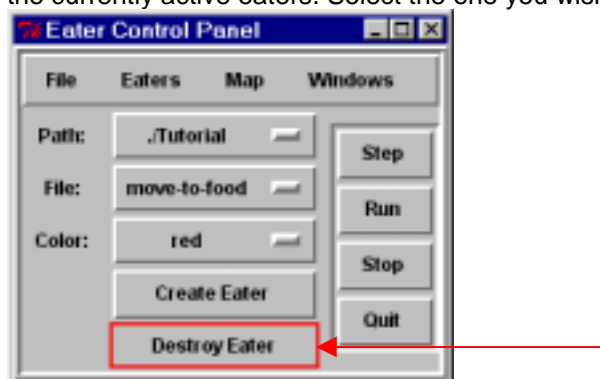 the currently active eaters. Select the one you wis
Eater Control Panel
File Eaters Map Windows
Path: ./Tutorial
Step
File: move-to-food
Run
Color: red
Stop
Create Eater
Quit
Destroy Eater